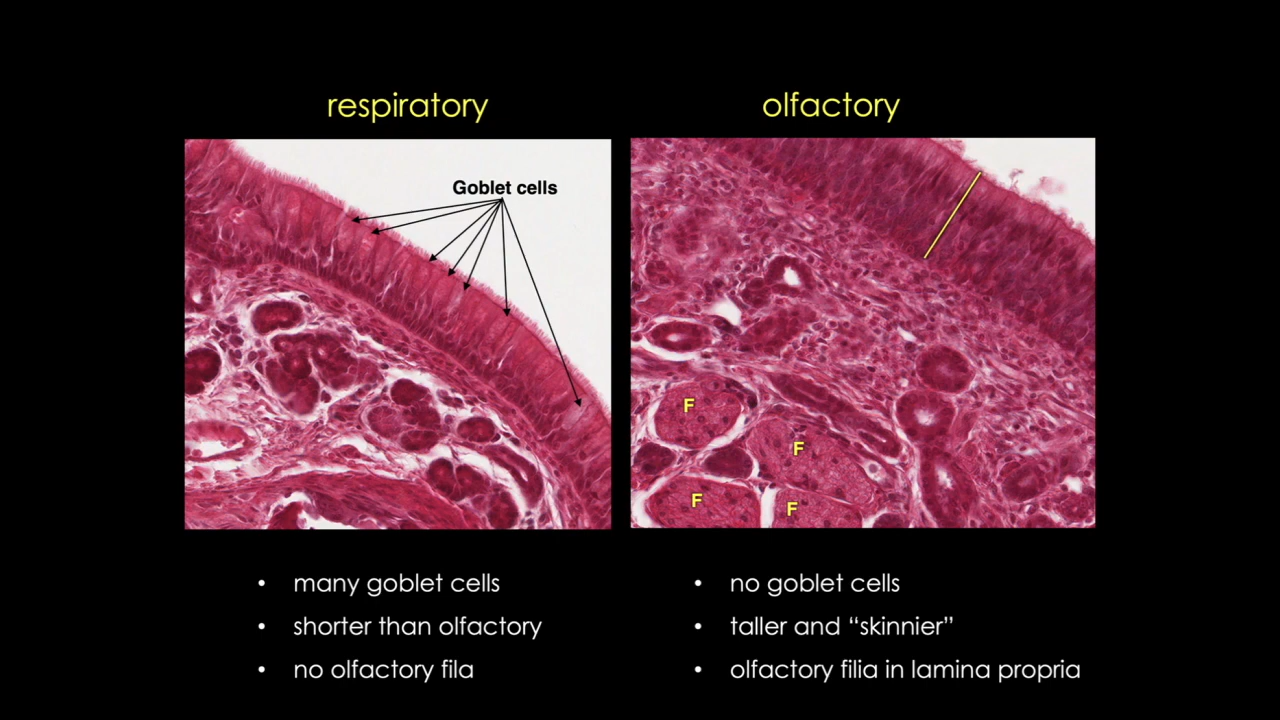 respiratory
Goblet cells
• many goblet cells
• shorter than olfactory
• no olfactory fila
olfactory
F
F
F
F
• no goblet cells
• taller and “skinnier”
• olfactory filia in lamina propria